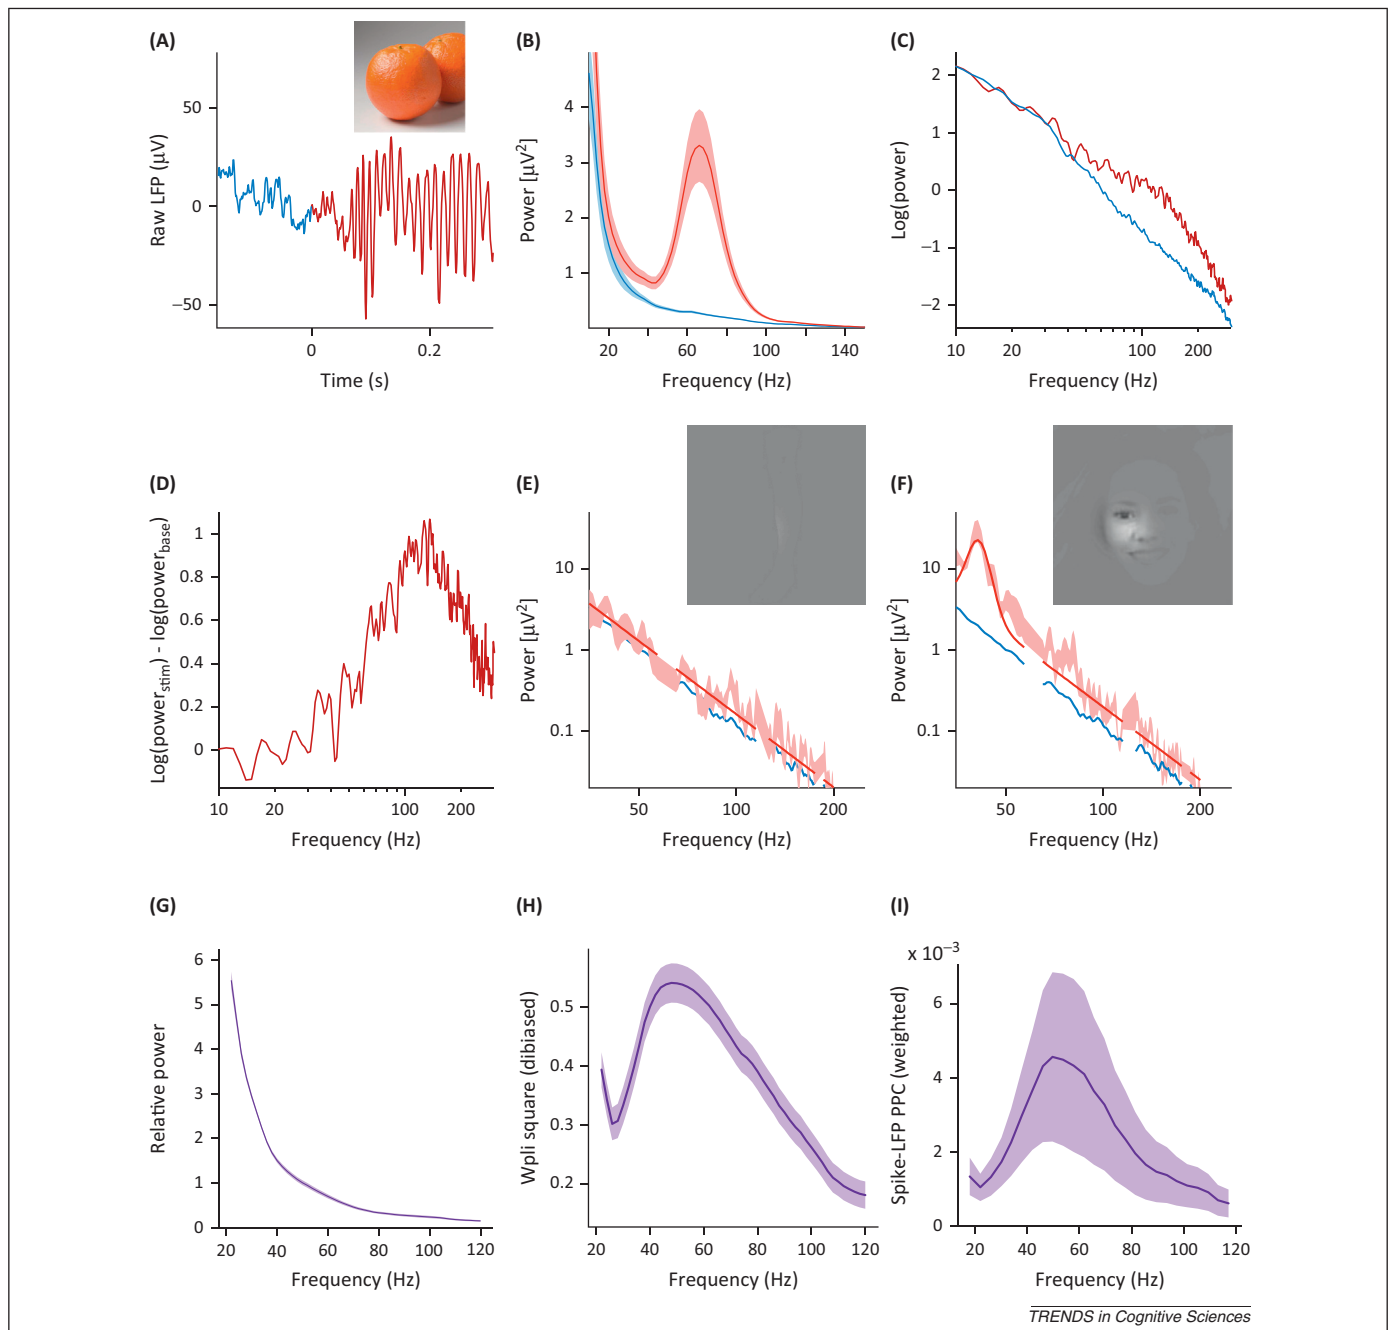 (A)
Raw LFP (μV)
50
0
−50
0
0.2
Time (s)
(B)
Power [μV²]
4
3
2
1
20
60
100
140
Frequency (Hz)
(C)
Log(power)
2
1
0
−1
−2
10
20
100
200
Frequency (Hz)
(D)
Log(power_stim) - log(power_base)
1
0.8
0.6
0.4
0.2
0
10
20
100
200
Frequency (Hz)
(E)
Power [μV²]
10
1
0.1
50
100
200
Frequency (Hz)
(F)
Power [μV²]
10
1
0.1
50
100
200
Frequency (Hz)
(G)
Relative power
6
5
4
3
2
1
0
20
40
60
80
100
120
Frequency (Hz)
(H)
Wpli square (dibiased)
0.5
0.4
0.3
0.2
20
40
60
80
100
120
Frequency (Hz)
(I)
x 10⁻³
Spike-LFP PPC (weighted)
6
4
2
0
20
40
60
80
100
120
Frequency (Hz)
TRENDS in Cognitive Sciences